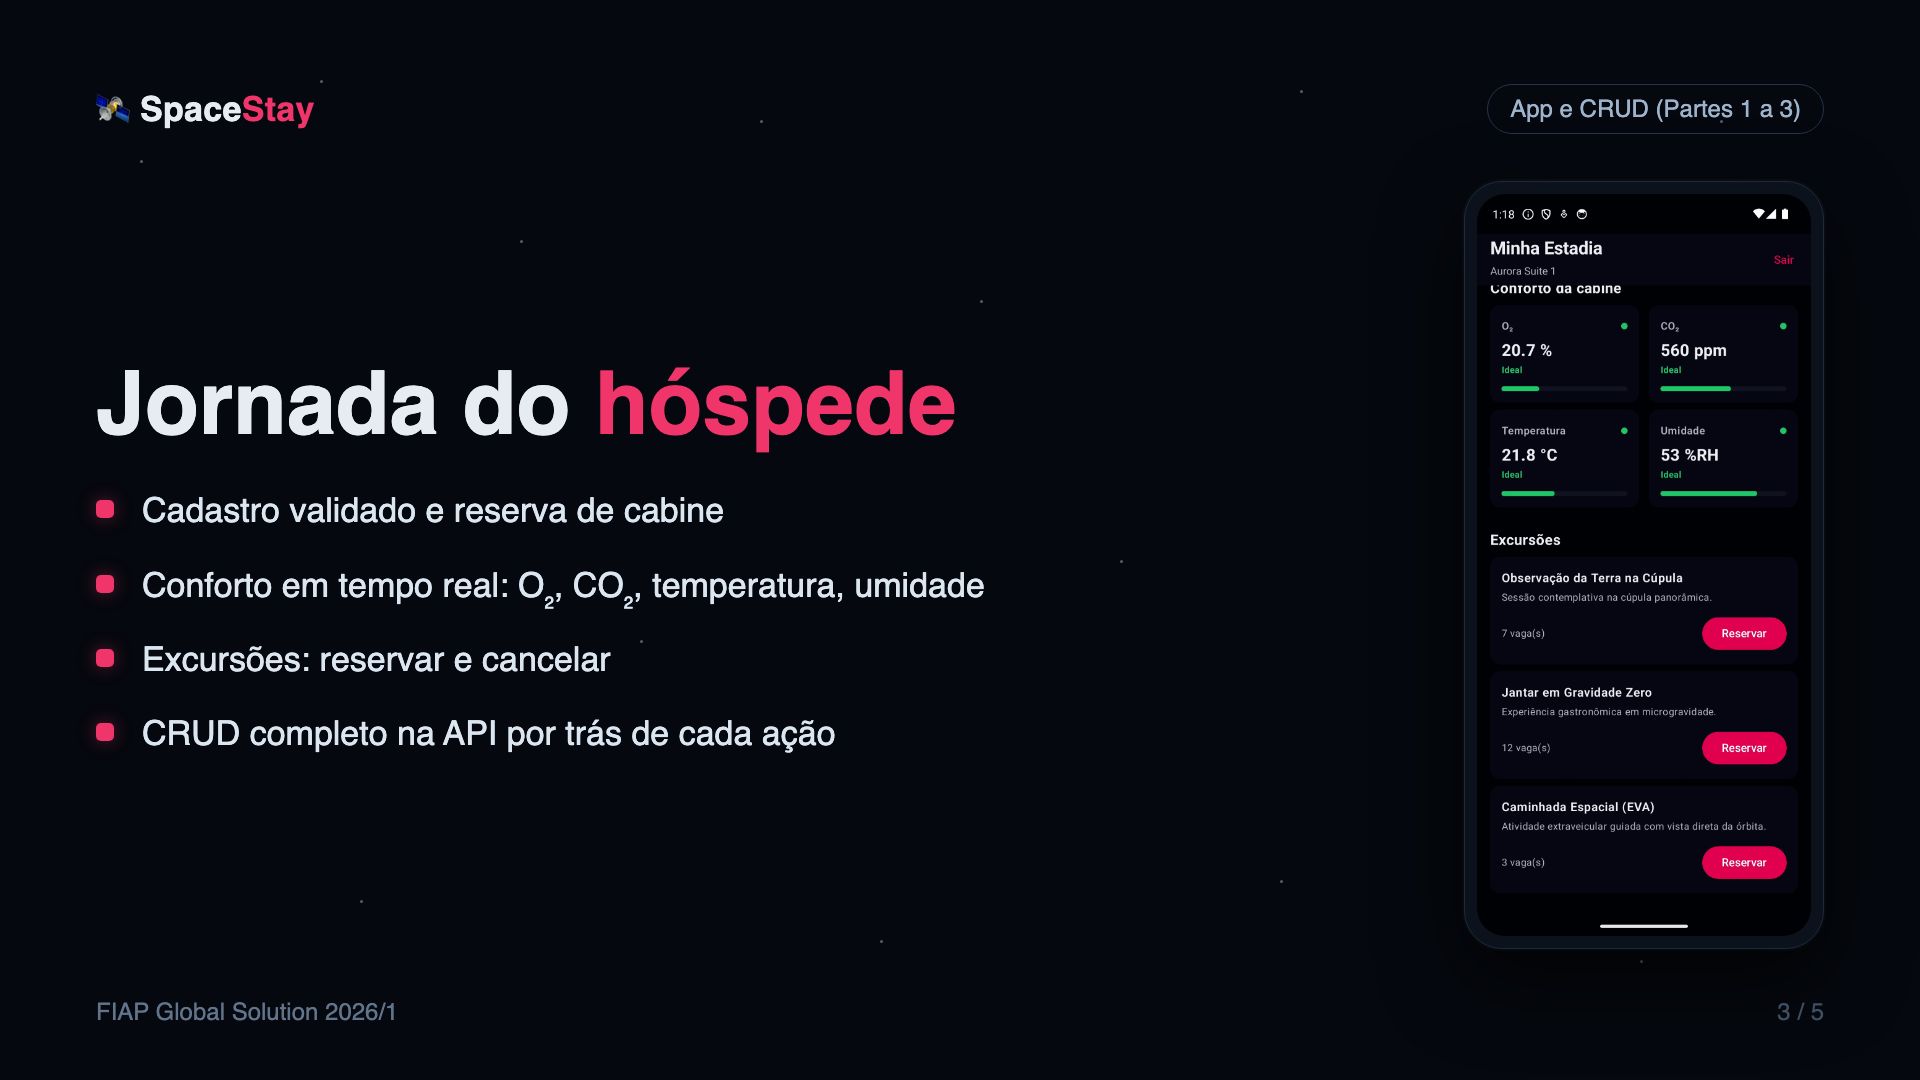 SpaceStay
App e CRUD (Partes 1 a 3)
Jornada do hóspede
Cadastro validado e reserva de cabine
Conforto em tempo real: O₂, CO₂, temperatura, umidade
Excursões: reservar e cancelar
CRUD completo na API por trás de cada ação
1:18
Minha Estadia
Aurora Suite 1
Sair
Conforto da cabine
O₂
20.7 %
Ideal
CO₂
560 ppm
Ideal
Temperatura
21.8 °C
Ideal
Umidade
53 %RH
Ideal
Excursões
Observação da Terra na Cúpula
Sessão contemplativa na cúpula panorâmica.
7 vaga(s)
Reservar
Jantar em Gravidade Zero
Experiência gastronômica em microgravidade.
12 vaga(s)
Reservar
Caminhada Espacial (EVA)
Atividade extraveicular guiada com vista direta da órbita.
3 vaga(s)
Reservar
FIAP Global Solution 2026/1
3 / 5